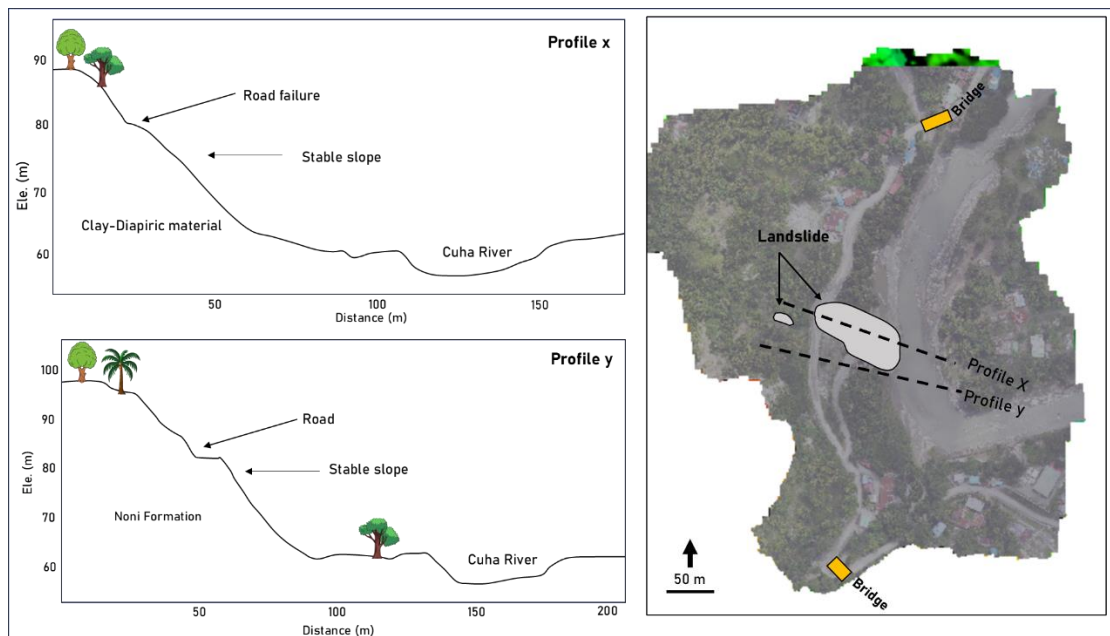 Profile x
90
80
70
60
Ele. (m)
Road failure
Stable slope
Clay-Diapiric material
Cuha River
50
100
150
Distance (m)
Profile y
100
90
80
70
60
Ele. (m)
Road
Stable slope
Noni Formation
Cuha River
50
100
150
200
Distance (m)
Bridge
Landslide
Profile X
Profile y
50 m
Bridge